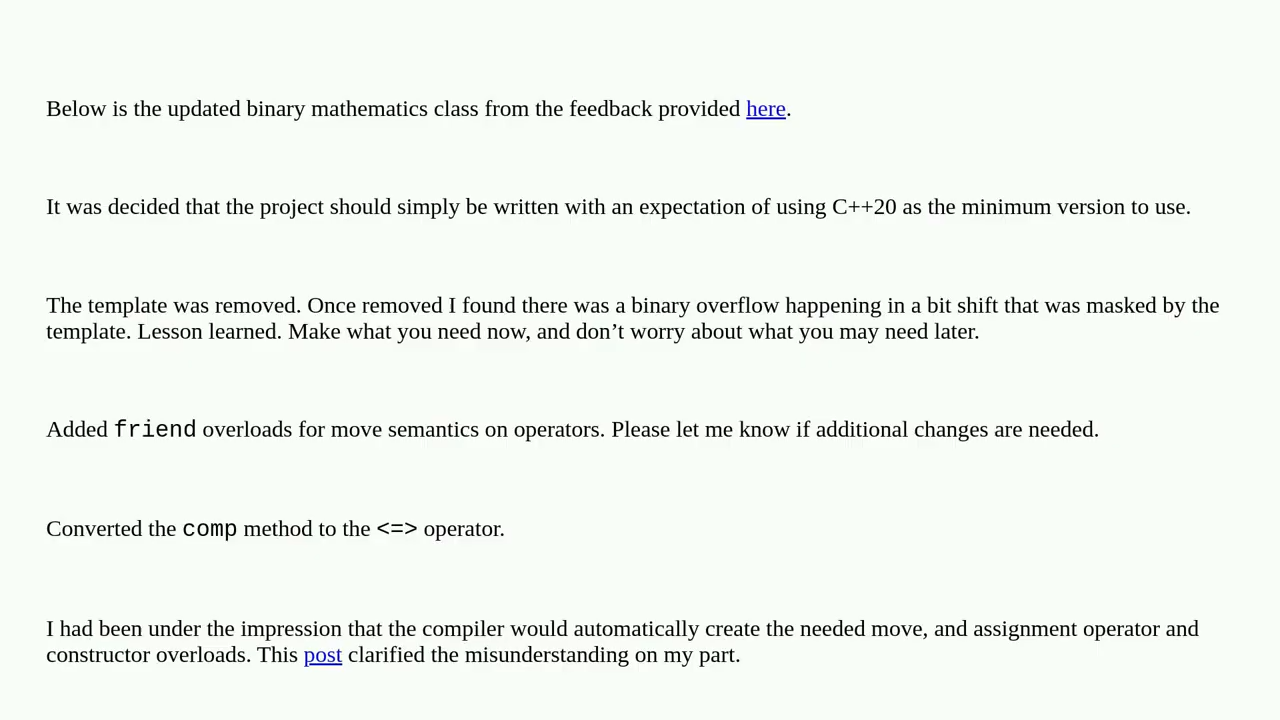 Below is the updated binary mathematics class from the feedback provided here.
It was decided that the project should simply be written with an expectation of using C++20 as the minimum version to use.
The template was removed. Once removed I found there was a binary overflow happening in a bit shift that was masked by the
template. Lesson learned. Make what you need now, and don’t worry about what you may need later.
Added friend overloads for move semantics on operators. Please let me know if additional changes are needed.
Converted the comp method to the <=> operator.
I had been under the impression that the compiler would automatically create the needed move, and assignment operator and
constructor overloads. This post clarified the misunderstanding on my part.